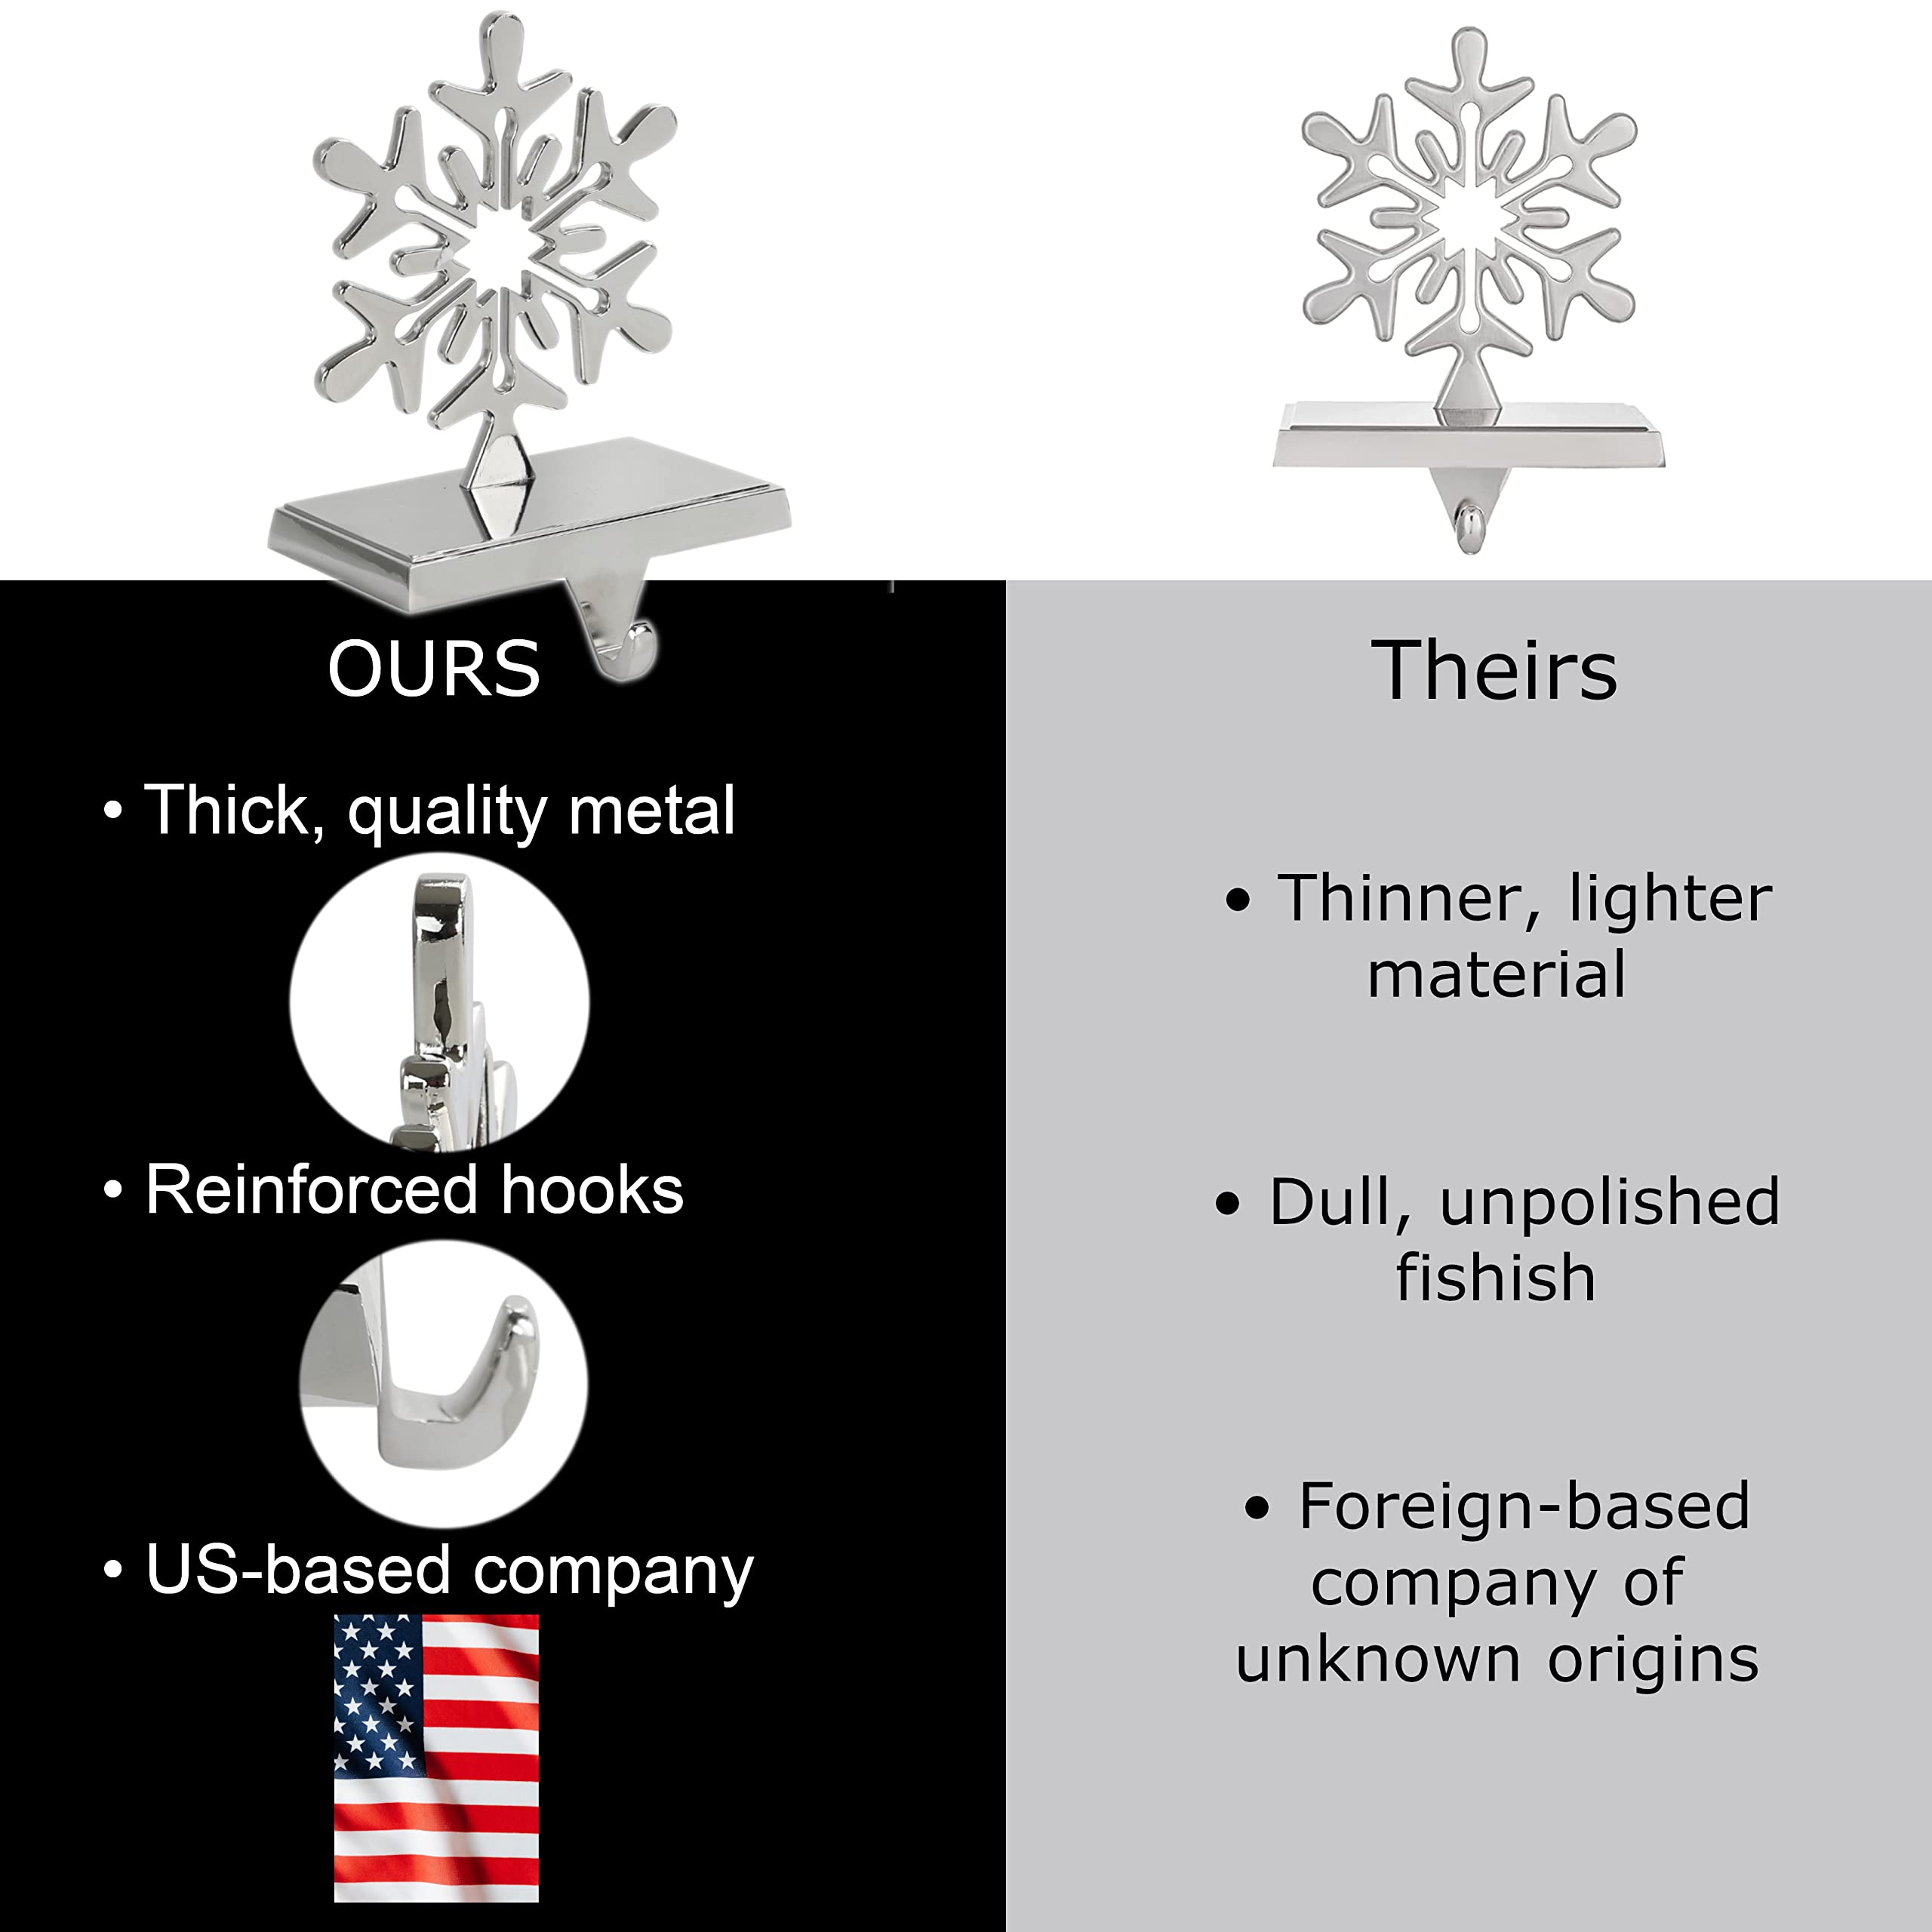 OURS
• Thick, quality metal
• Reinforced hooks
• US-based company
Theirs
• Thinner, lighter
material
• Dull, unpolished
fishish
• Foreign-based
company of
unknown origins